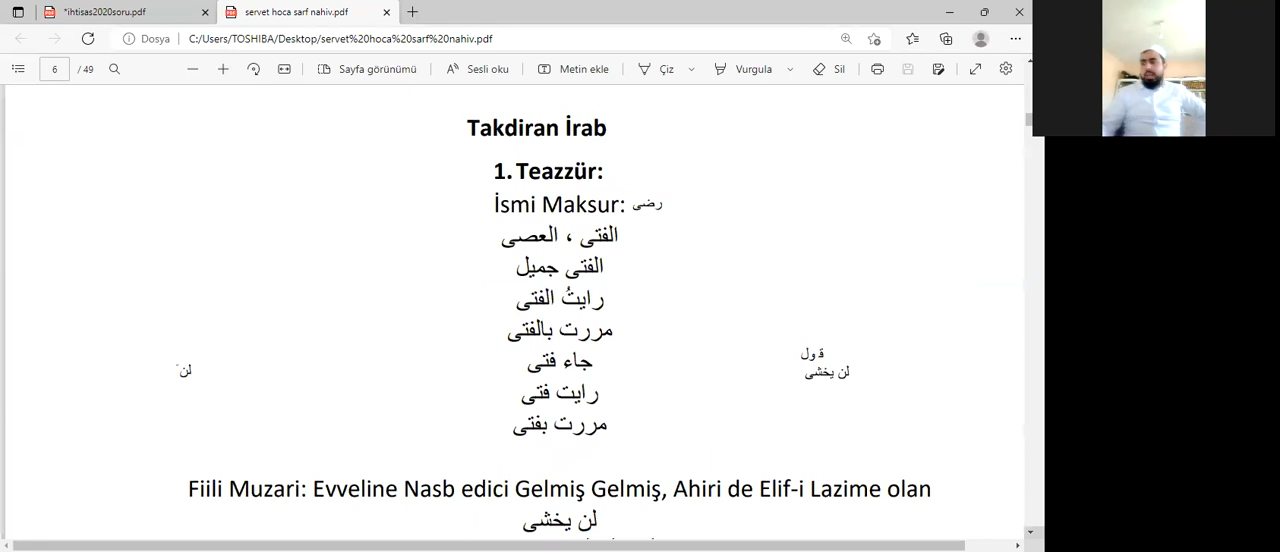 *ihtisas2020soru.pdf
servet hoca sarf nahiv.pdf
Dosya C:/Users/TOSHIBA/Desktop/servet%20hoca%20sarf%20nahiv.pdf
6 / 49
Sayfa görünümü
Sesli oku
Metin ekle
Çiz
Vurgula
Sil
Takdiran İrab
1. Teazzür:
İsmi Maksur: رضى
الفتى ، العصى
الفتى جميل
رايتُ الفتى
مررت بالفتى
قول
جاء فتى
لن يخشى
لنَ
رايت فتى
مررت بفتى
Fiili Muzari: Evveline Nasb edici Gelmiş Gelmiş, Ahiri de Elif-i Lazime olan
لن يخشى